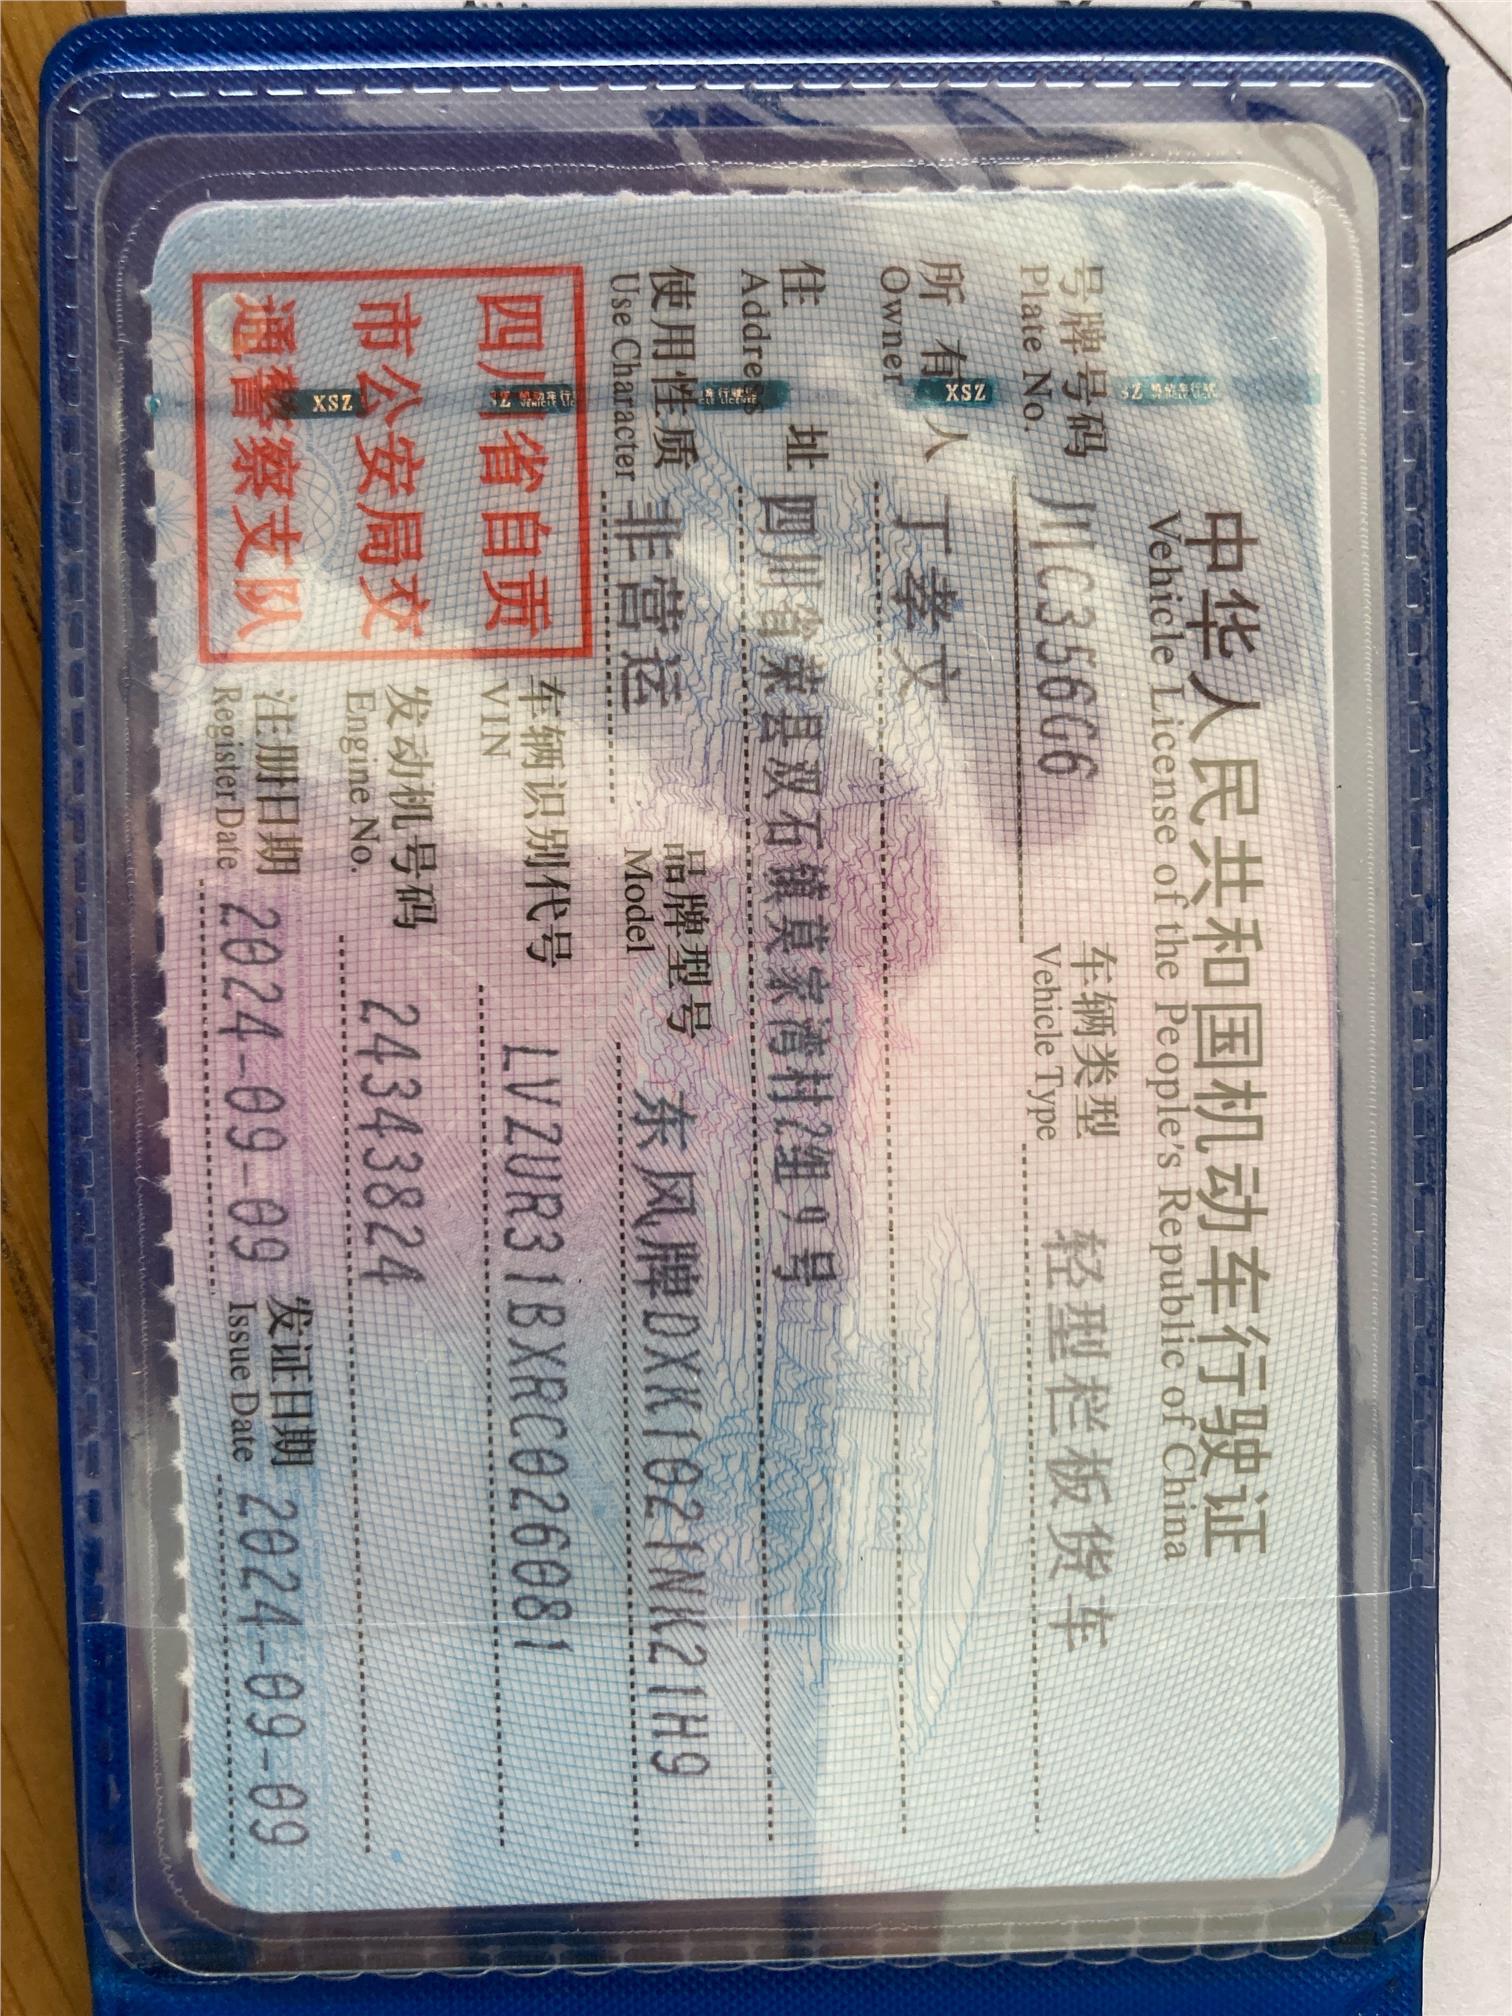 中华人民共和国机动车行驶证
Vehicle License of the People's Republic of China
号牌号码 川C356G6 车辆类型 轻型栏板货车
Plate No. Vehicle Type
所有人 丁孝文
Owner
住址 四川省荣县双石镇莫家湾村2组9号
Address
使用性质 非营运 品牌型号 东风牌DXK1021NK21H9
Use Character Model
四川省自贡
市公安局交
通警察支队
车辆识别代号 LVZUR31BXRC026081
VIN
发动机号码 24343824
Engine No.
注册日期 2024-09-09 发证日期 2024-09-09
Register Date Issue Date
XSZ
XSZ